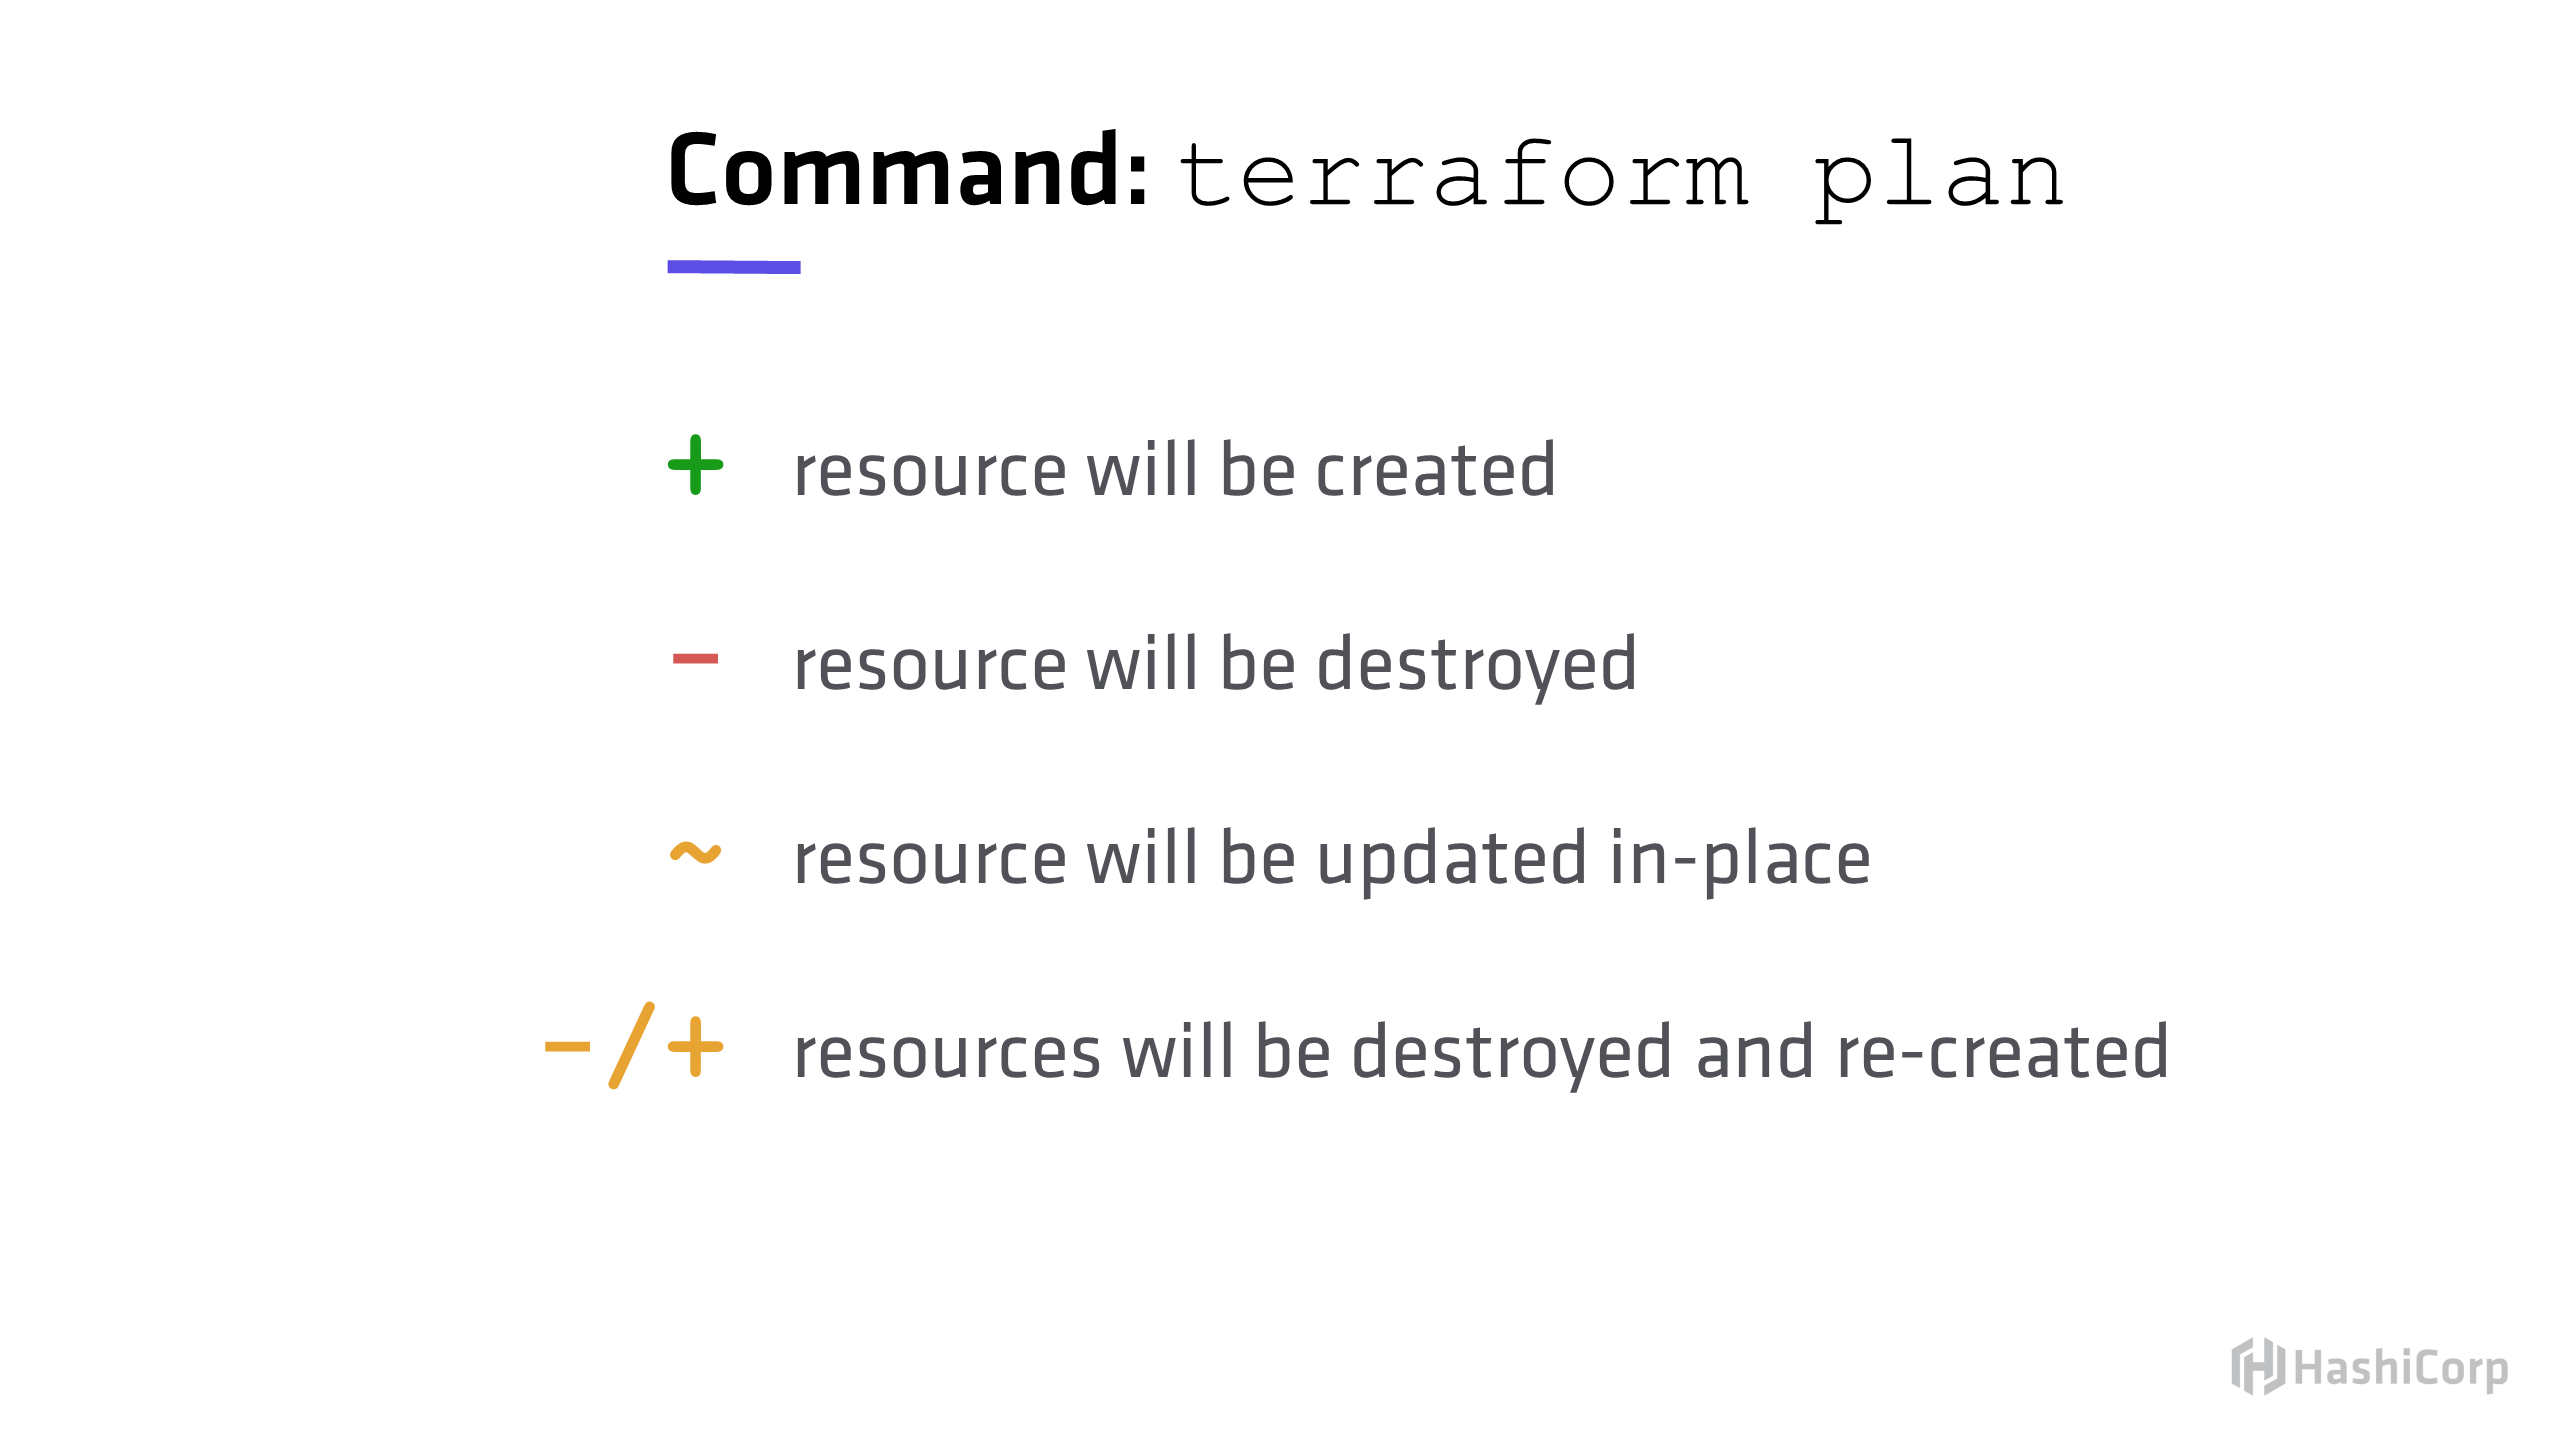 Command: terraform plan
+ resource will be created
- resource will be destroyed
~ resource will be updated in-place
-/+ resources will be destroyed and re-created
HashiCorp